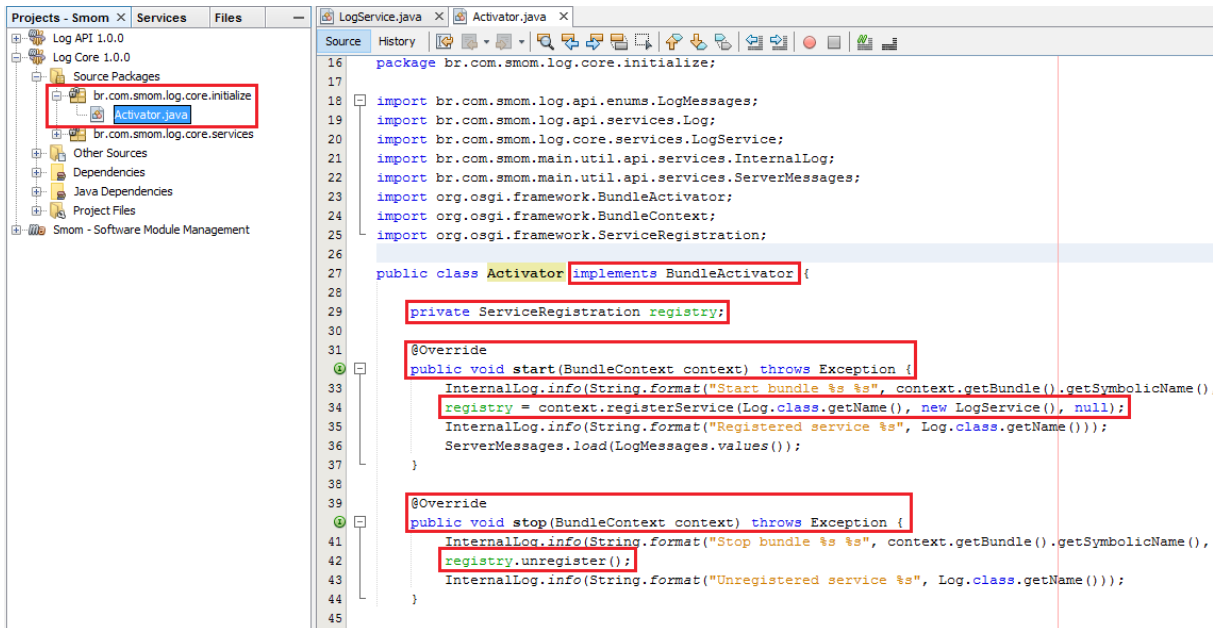 Projects - Smom
Services
Files
Log API 1.0.0
Log Core 1.0.0
Source Packages
br.com.smom.log.core.initialize
Activator.java
br.com.smom.log.core.services
Other Sources
Dependencies
Java Dependencies
Project Files
Smom - Software Module Management
LogService.java
Activator.java
Source
History
16 package br.com.smom.log.core.initialize;
17
18 import br.com.smom.log.api.enums.LogMessages;
19 import br.com.smom.log.api.services.Log;
20 import br.com.smom.log.core.services.LogService;
21 import br.com.smom.main.util.api.services.InternalLog;
22 import br.com.smom.main.util.api.services.ServerMessages;
23 import org.osgi.framework.BundleActivator;
24 import org.osgi.framework.BundleContext;
25 import org.osgi.framework.ServiceRegistration;
26
27 public class Activator implements BundleActivator {
28
29 private ServiceRegistration registry;
30
31 @Override
public void start(BundleContext context) throws Exception {
33 InternalLog.info(String.format("Start bundle %s %s", context.getBundle().getSymbolicName()
34 registry = context.registerService(Log.class.getName(), new LogService(), null);
35 InternalLog.info(String.format("Registered service %s", Log.class.getName()));
36 ServerMessages.load(LogMessages.values());
37 }
38
39 @Override
public void stop(BundleContext context) throws Exception {
41 InternalLog.info(String.format("Stop bundle %s %s", context.getBundle().getSymbolicName(),
42 registry.unregister();
43 InternalLog.info(String.format("Unregistered service %s", Log.class.getName()));
44 }
45